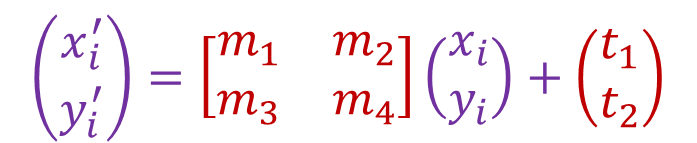 (x′ᵢ) = [m₁ m₂] (xᵢ) + (t₁)
(y′ᵢ) [m₃ m₄] (yᵢ) (t₂)